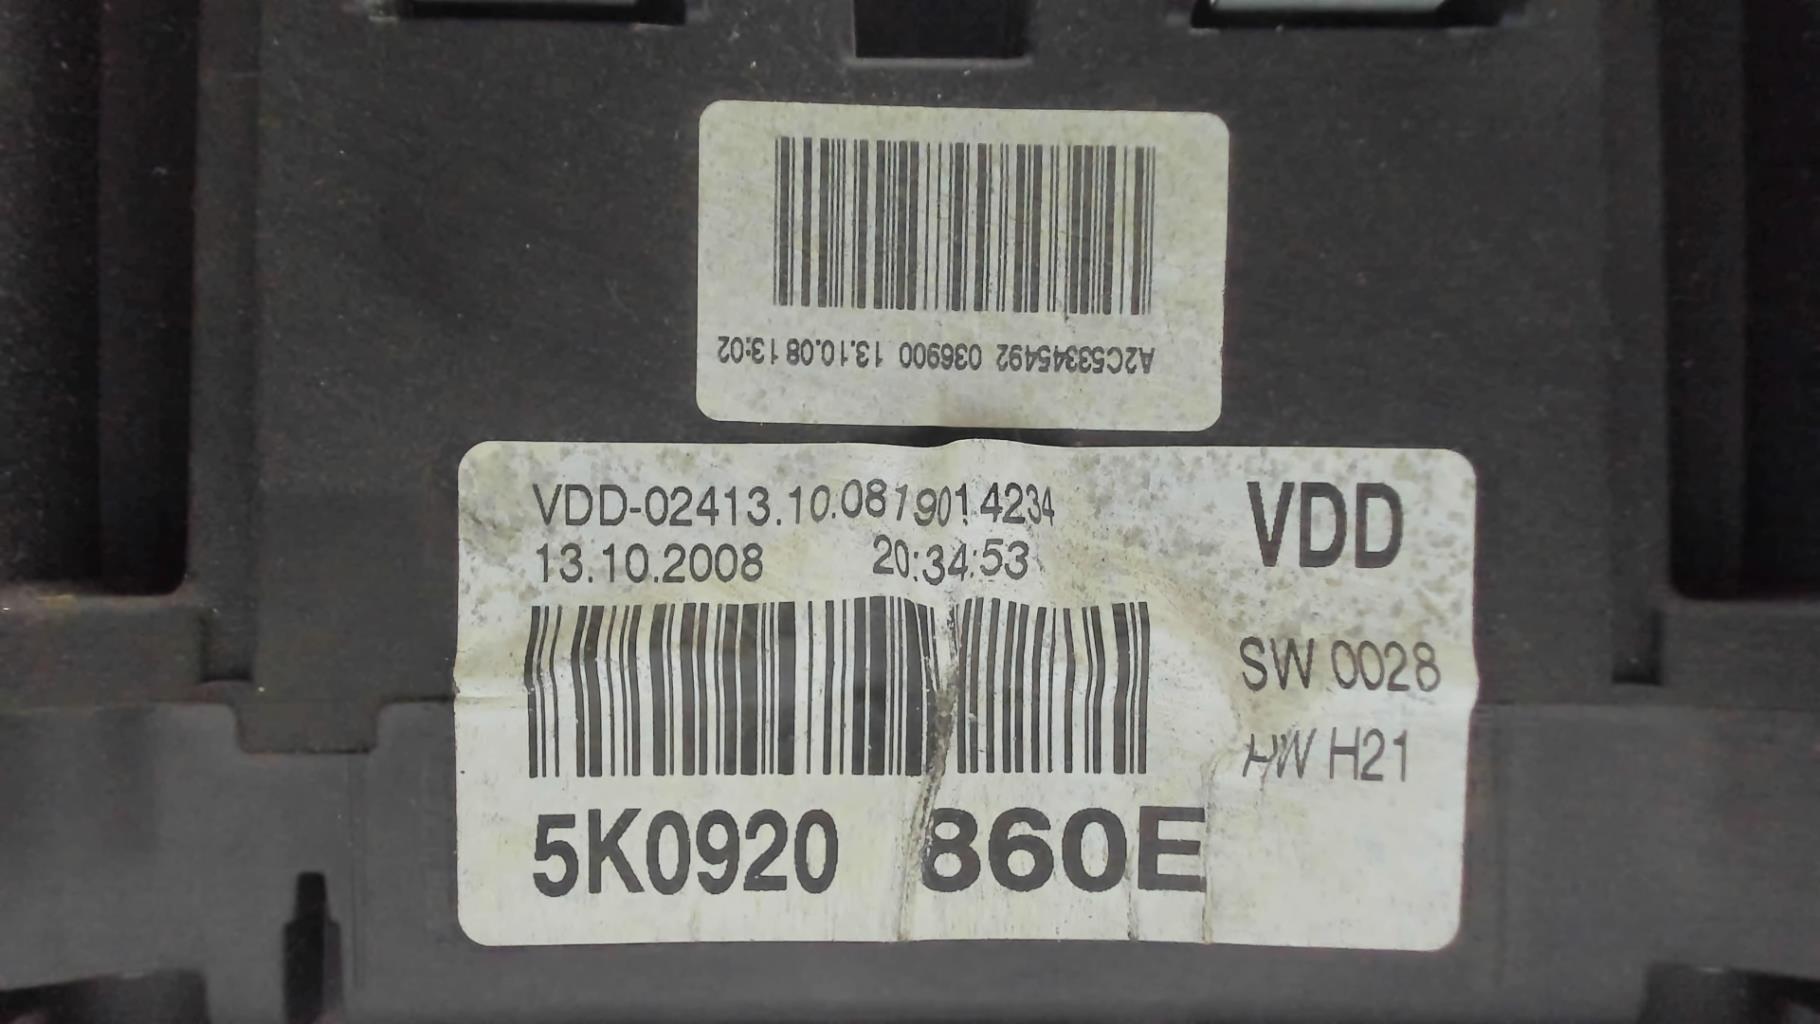 A2C53345492 036900 13.10.08 13:02
VDD-02413.10.0819014234
13.10.2008 20:34:53
VDD
SW 0028
HW H21
5K0920 860E